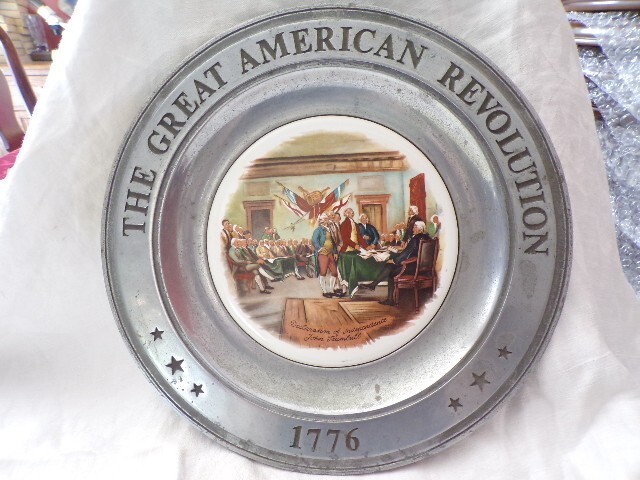 THE GREAT AMERICAN REVOLUTION
Declaration of Independence
John Trumbull
1776